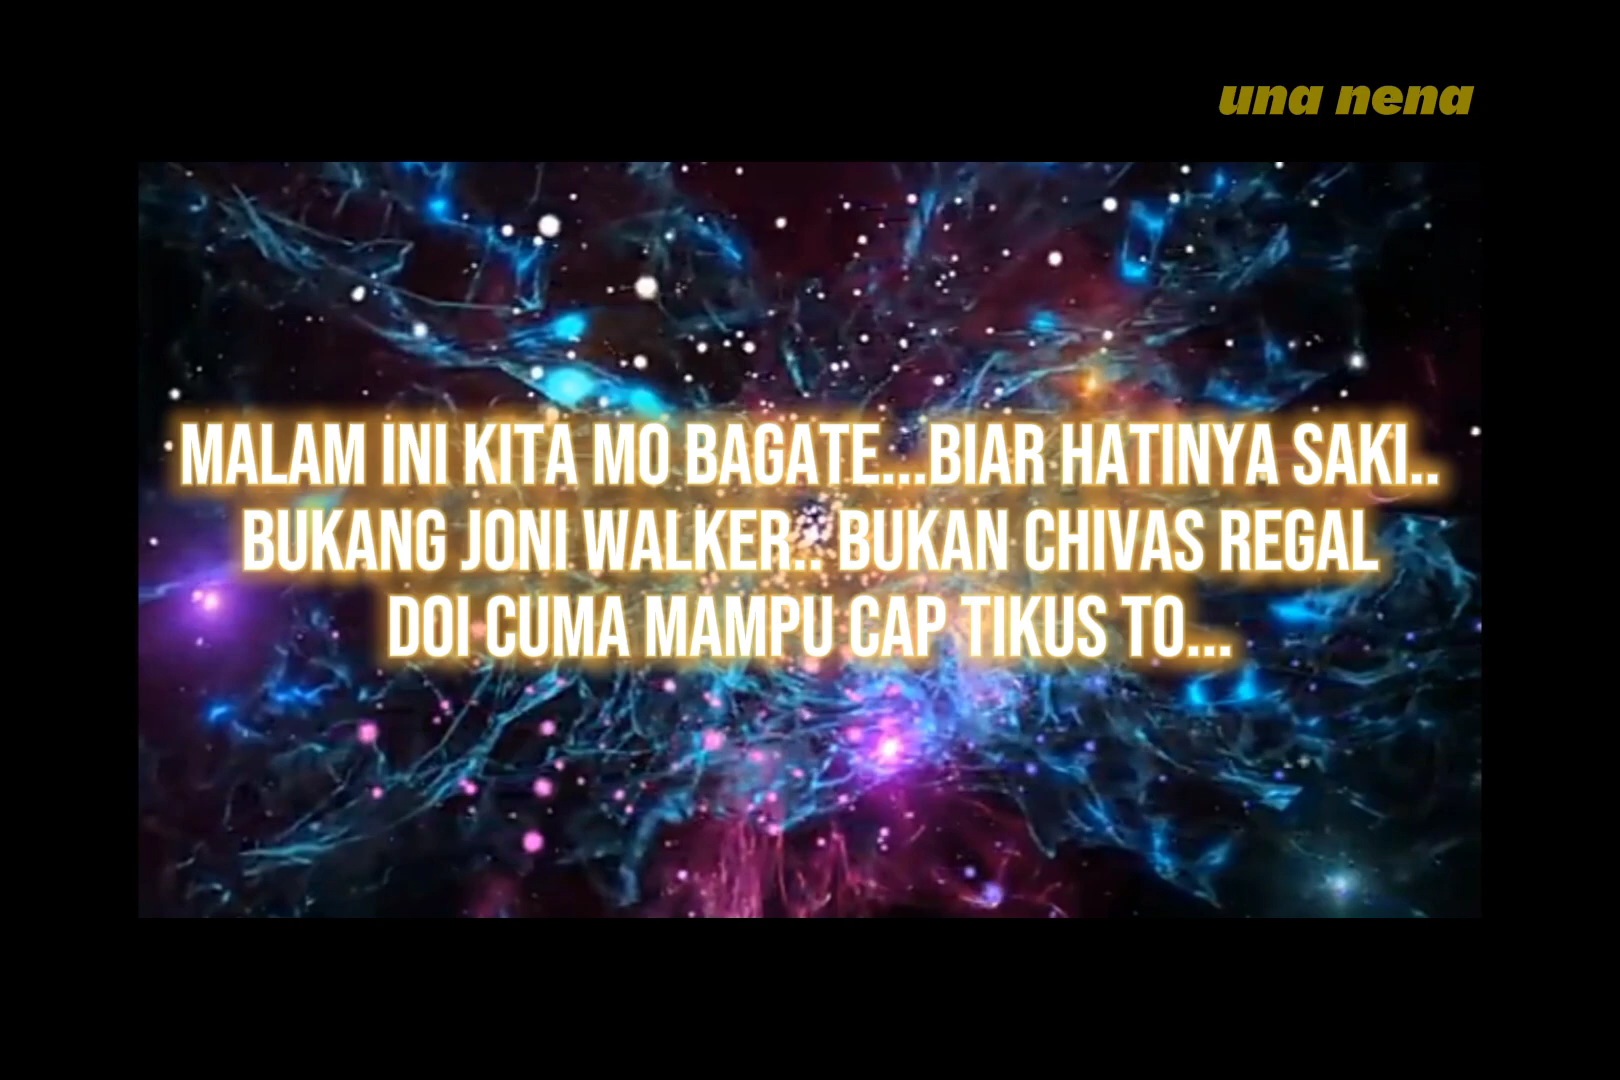 una nena
MALAM INI KITA MO BAGATE...BIAR HATINYA SAKI..
BUKANG JONI WALKER.. BUKAN CHIVAS REGAL
DOI CUMA MAMPU CAP TIKUS TO...